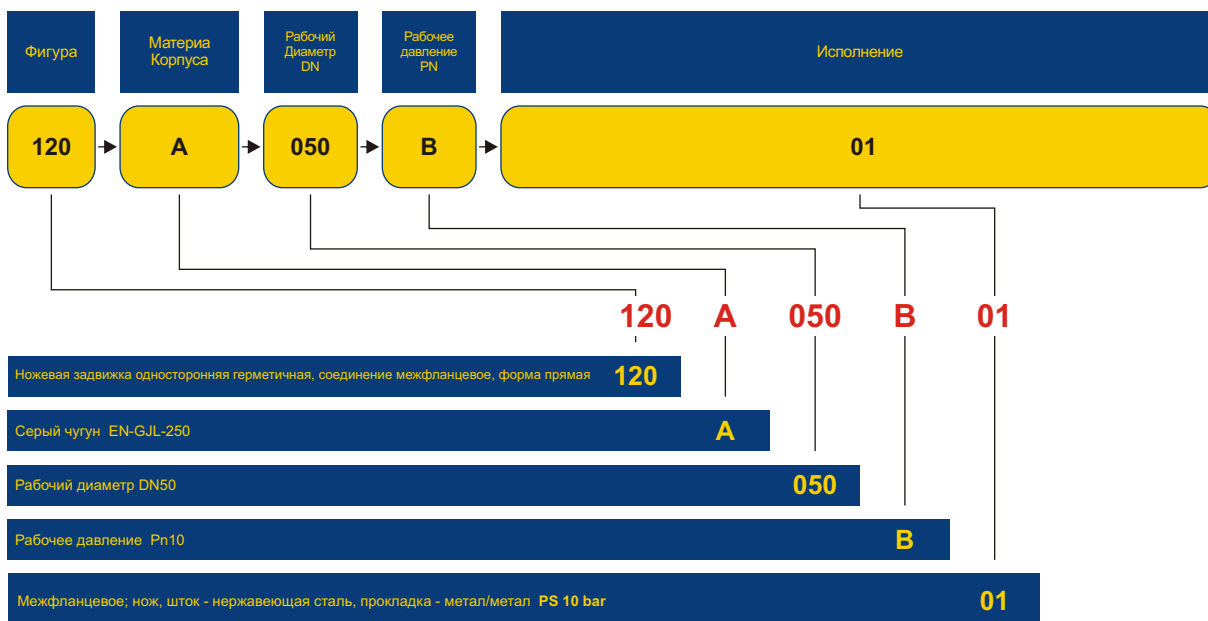 Фигура
Материа
Корпуса
Рабочий
Диаметр
DN
Рабочее
давление
PN
Исполнение
120
A
050
B
01
120
A
050
B
01
Ножевая задвижка односторонняя герметичная, соединение межфланцевое, форма прямая 120
Серый чугун EN-GJL-250 A
Рабочий диаметр DN50 050
Рабочее давление Pn10 B
Межфланцевое; нож, шток - нержавеющая сталь, прокладка - метал/метал PS 10 bar 01